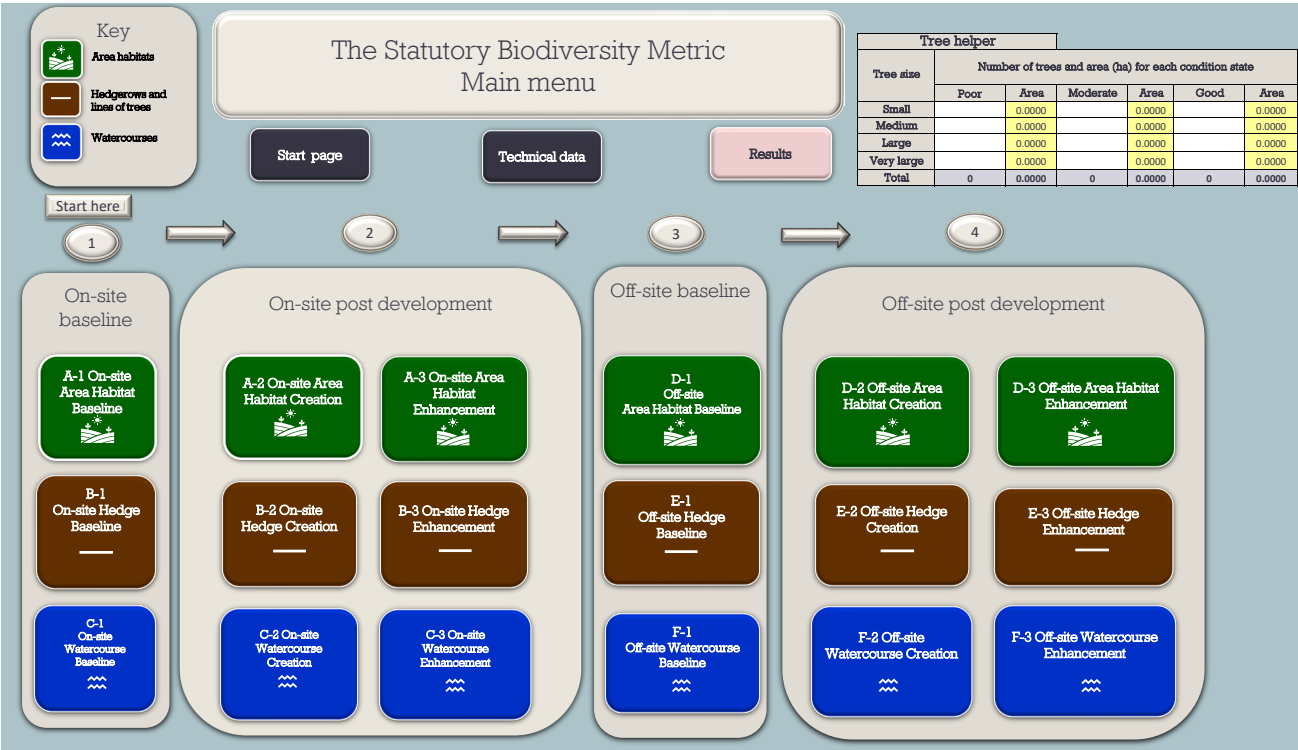 Key
Area habitats
Hedgerows and
lines of trees
Watercourses
The Statutory Biodiversity Metric
Main menu
Start page
Technical data
Results
Tree helper
Tree size
Number of trees and area (ha) for each condition state
Poor Area Moderate Area Good Area
Small 0.0000 0.0000 0.0000
Medium 0.0000 0.0000 0.0000
Large 0.0000 0.0000 0.0000
Very large 0.0000 0.0000 0.0000
Total 0 0.0000 0 0.0000 0 0.0000
Start here
1
2
3
4
On-site
baseline
A-1 On-site
Area Habitat
Baseline
B-1
On-site Hedge
Baseline
C-1
On-site
Watercourse
Baseline
On-site post development
A-2 On-site Area
Habitat Creation
A-3 On-site Area
Habitat
Enhancement
B-2 On-site
Hedge Creation
B-3 On-site Hedge
Enhancement
C-2 On-site
Watercourse
Creation
C-3 On-site
Watercourse
Enhancement
Off-site baseline
D-1
Off-site
Area Habitat Baseline
E-1
Off-site Hedge
Baseline
F-1
Off-site Watercourse
Baseline
Off-site post development
D-2 Off-site Area
Habitat Creation
D-3 Off-site Area Habitat
Enhancement
E-2 Off-site Hedge
Creation
E-3 Off-site Hedge
Enhancement
F-2 Off-site
Watercourse Creation
F-3 Off-site Watercourse
Enhancement